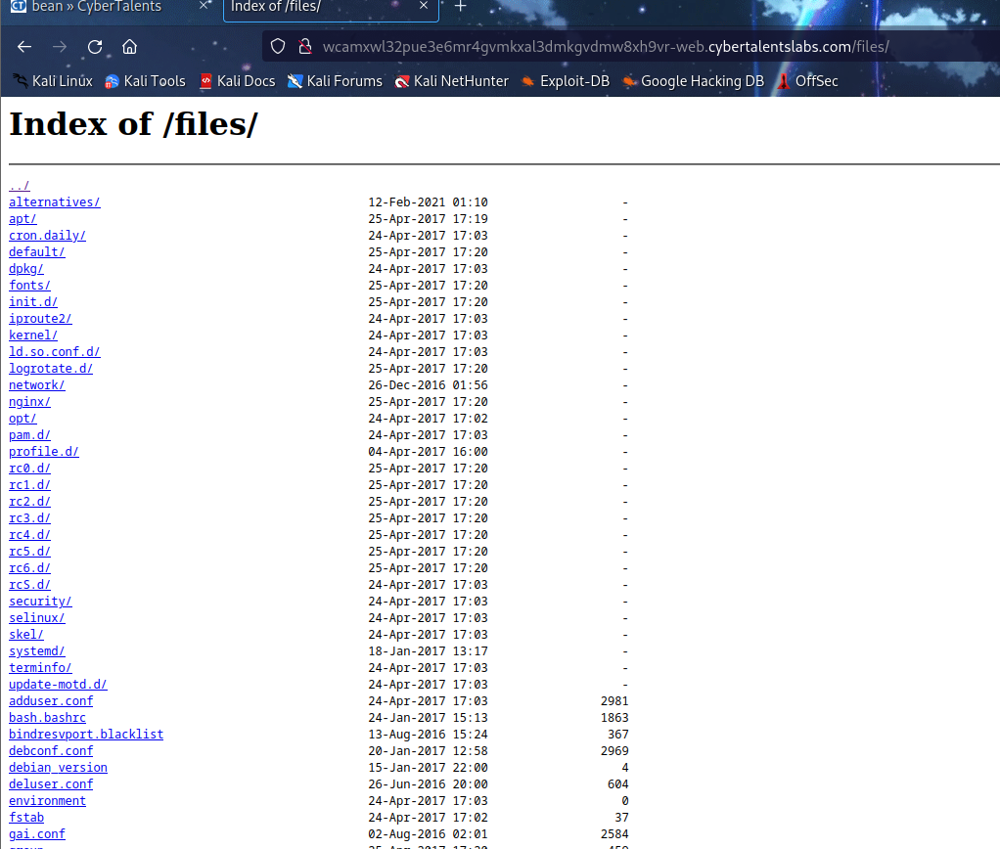 bean » CyberTalents
Index of /files/
wcamxwl32pue3e6mr4gvmkxal3dmkgvdmw8xh9vr-web.cybertalentslabs.com/files/
Kali Linux Kali Tools Kali Docs Kali Forums Kali NetHunter Exploit-DB Google Hacking DB OffSec
Index of /files/
../
alternatives/ 12-Feb-2021 01:10 -
apt/ 25-Apr-2017 17:19 -
cron.daily/ 24-Apr-2017 17:03 -
default/ 25-Apr-2017 17:20 -
dpkg/ 24-Apr-2017 17:03 -
fonts/ 25-Apr-2017 17:20 -
init.d/ 25-Apr-2017 17:20 -
iproute2/ 24-Apr-2017 17:03 -
kernel/ 24-Apr-2017 17:03 -
ld.so.conf.d/ 24-Apr-2017 17:03 -
logrotate.d/ 25-Apr-2017 17:20 -
network/ 26-Dec-2016 01:56 -
nginx/ 25-Apr-2017 17:20 -
opt/ 24-Apr-2017 17:02 -
pam.d/ 24-Apr-2017 17:03 -
profile.d/ 04-Apr-2017 16:00 -
rc0.d/ 25-Apr-2017 17:20 -
rc1.d/ 25-Apr-2017 17:20 -
rc2.d/ 25-Apr-2017 17:20 -
rc3.d/ 25-Apr-2017 17:20 -
rc4.d/ 25-Apr-2017 17:20 -
rc5.d/ 25-Apr-2017 17:20 -
rc6.d/ 25-Apr-2017 17:20 -
rcS.d/ 24-Apr-2017 17:03 -
security/ 24-Apr-2017 17:03 -
selinux/ 24-Apr-2017 17:03 -
skel/ 24-Apr-2017 17:03 -
systemd/ 18-Jan-2017 13:17 -
terminfo/ 24-Apr-2017 17:03 -
update-motd.d/ 24-Apr-2017 17:03 -
adduser.conf 24-Apr-2017 17:03 2981
bash.bashrc 24-Jan-2017 15:13 1863
bindresvport.blacklist 13-Aug-2016 15:24 367
debconf.conf 20-Jan-2017 12:58 2969
debian_version 15-Jan-2017 22:00 4
deluser.conf 26-Jun-2016 20:00 604
environment 24-Apr-2017 17:03 0
fstab 24-Apr-2017 17:02 37
gai.conf 02-Aug-2016 02:01 2584